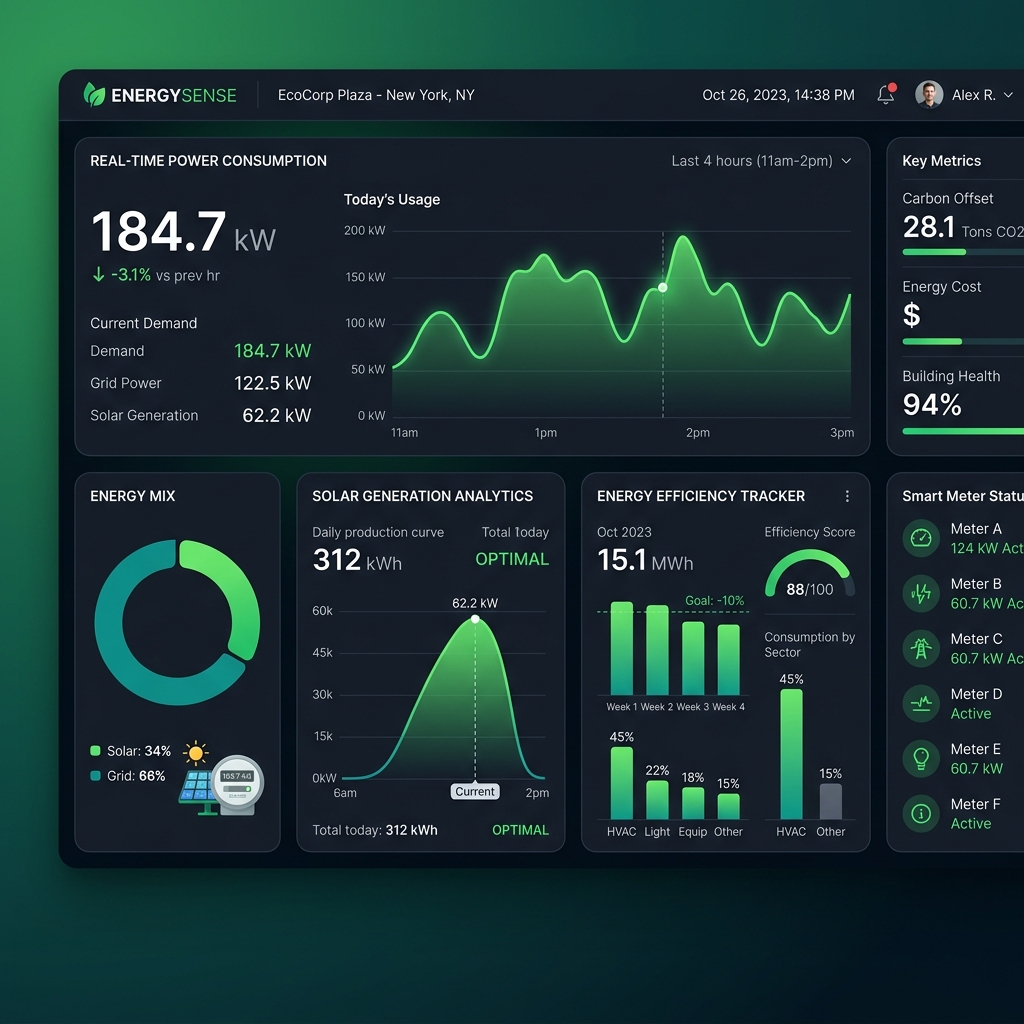 ENERGYSENSE
EcoCorp Plaza - New York, NY
Oct 26, 2023, 14:38 PM
Alex R.
REAL-TIME POWER CONSUMPTION
Last 4 hours (11am-2pm)
184.7 kW
↓ -3.1% vs prev hr
Current Demand
Demand 184.7 kW
Grid Power 122.5 kW
Solar Generation 62.2 kW
Today's Usage
200 kW
150 kW
100 kW
50 kW
0 kW
11am 1pm 2pm 3pm
Key Metrics
Carbon Offset
28.1 Tons CO2
Energy Cost
$
Building Health
94%
ENERGY MIX
Solar: 34%
Grid: 66%
SOLAR GENERATION ANALYTICS
Daily production curve Total Today
312 kWh OPTIMAL
62.2 kW
60k
45k
30k
15k
0kW
6am Current 2pm
Total today: 312 kWh OPTIMAL
ENERGY EFFICIENCY TRACKER
Oct 2023
15.1 MWh
Goal: -10%
Week 1 Week 2 Week 3 Week 4
45% 22% 18% 15%
HVAC Light Equip Other
Efficiency Score
88/100
Consumption by
Sector
45% 15%
HVAC Other
Smart Meter Statu
Meter A
124 kW Act
Meter B
60.7 kW Ac
Meter C
60.7 kW Ac
Meter D
Active
Meter E
60.7 kW
Meter F
Active